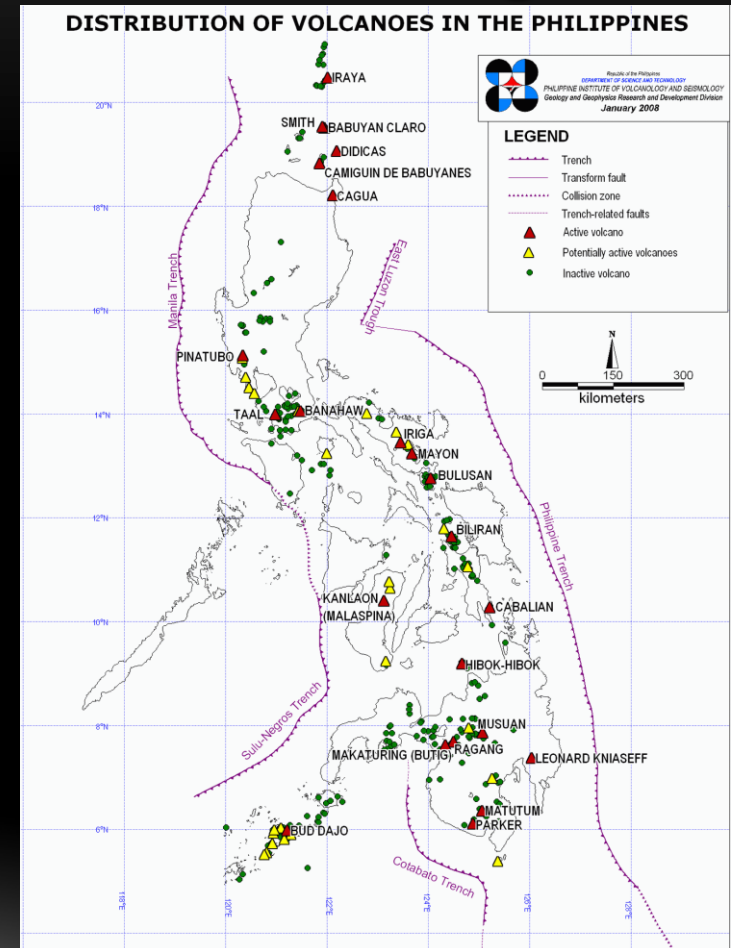 DISTRIBUTION OF VOLCANOES IN THE PHILIPPINES
Republic of the Philippines
DEPARTMENT OF SCIENCE AND TECHNOLOGY
PHILIPPINE INSTITUTE OF VOLCANOLOGY AND SEISMOLOGY
Geology and Geophysics Research and Development Division
January 2008
LEGEND
Trench
Transform fault
Collision zone
Trench-related faults
Active volcano
Potentially active volcanoes
Inactive volcano
N
0 150 300
kilometers
IRAYA
20°N
SMITH
BABUYAN CLARO
DIDICAS
CAMIGUIN DE BABUYANES
CAGUA
18°N
East Luzon Trough
Manila Trench
16°N
PINATUBO
14°N
TAAL
BANAHAW
IRIGA
MAYON
BULUSAN
Philippine Trench
12°N
BILIRAN
KANLAON
(MALASPINA)
CABALIAN
10°N
HIBOK-HIBOK
Sulu-Negros Trench
8°N
MUSUAN
MAKATURING (BUTIG)
RAGANG
LEONARD KNIASEFF
MATUTUM
PARKER
6°N
BUD DAJO
Cotabato Trench
118°E
120°E
122°E
124°E
126°E
128°E